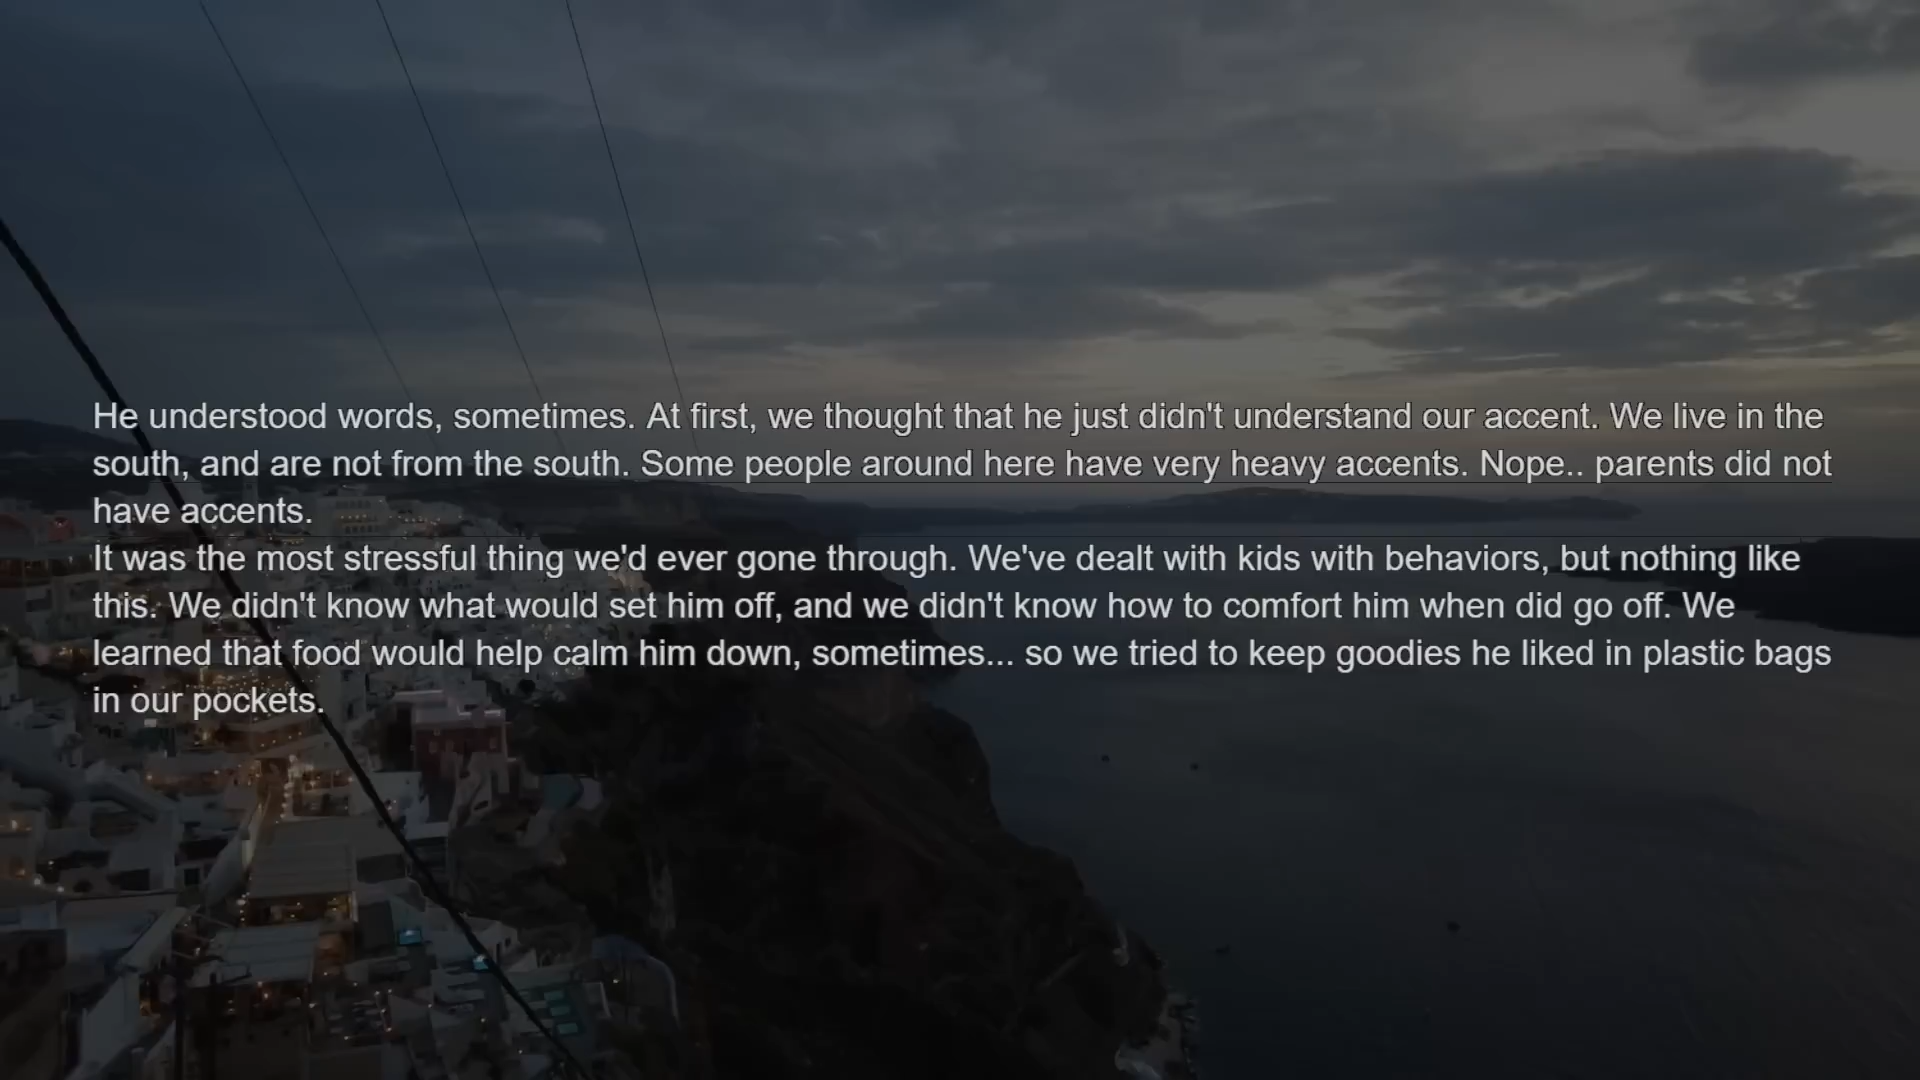 He understood words, sometimes. At first, we thought that he just didn't understand our accent. We live in the
south, and are not from the south. Some people around here have very heavy accents. Nope.. parents did not
have accents.
It was the most stressful thing we'd ever gone through. We've dealt with kids with behaviors, but nothing like
this. We didn't know what would set him off, and we didn't know how to comfort him when did go off. We
learned that food would help calm him down, sometimes... so we tried to keep goodies he liked in plastic bags
in our pockets.